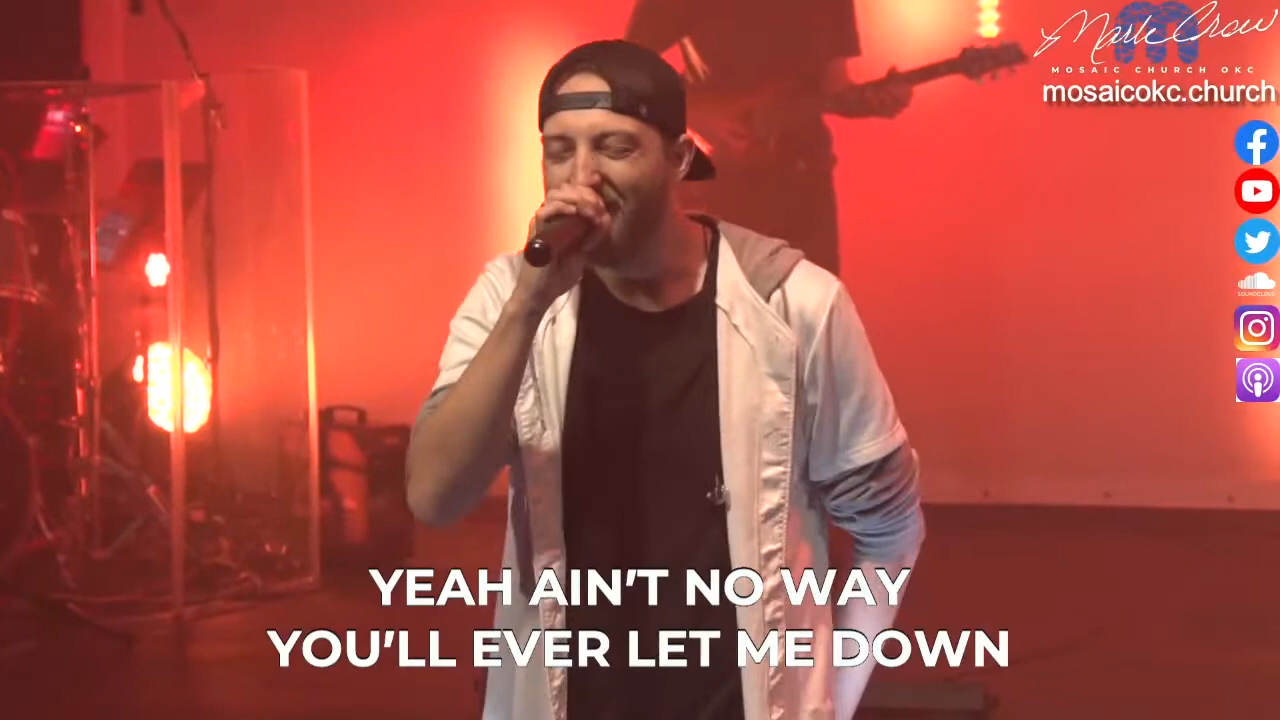 Mark Crow
MOSAIC CHURCH OKC
mosaicokc.church
SOUNDCLOUD
YEAH AIN'T NO WAY
YOU'LL EVER LET ME DOWN